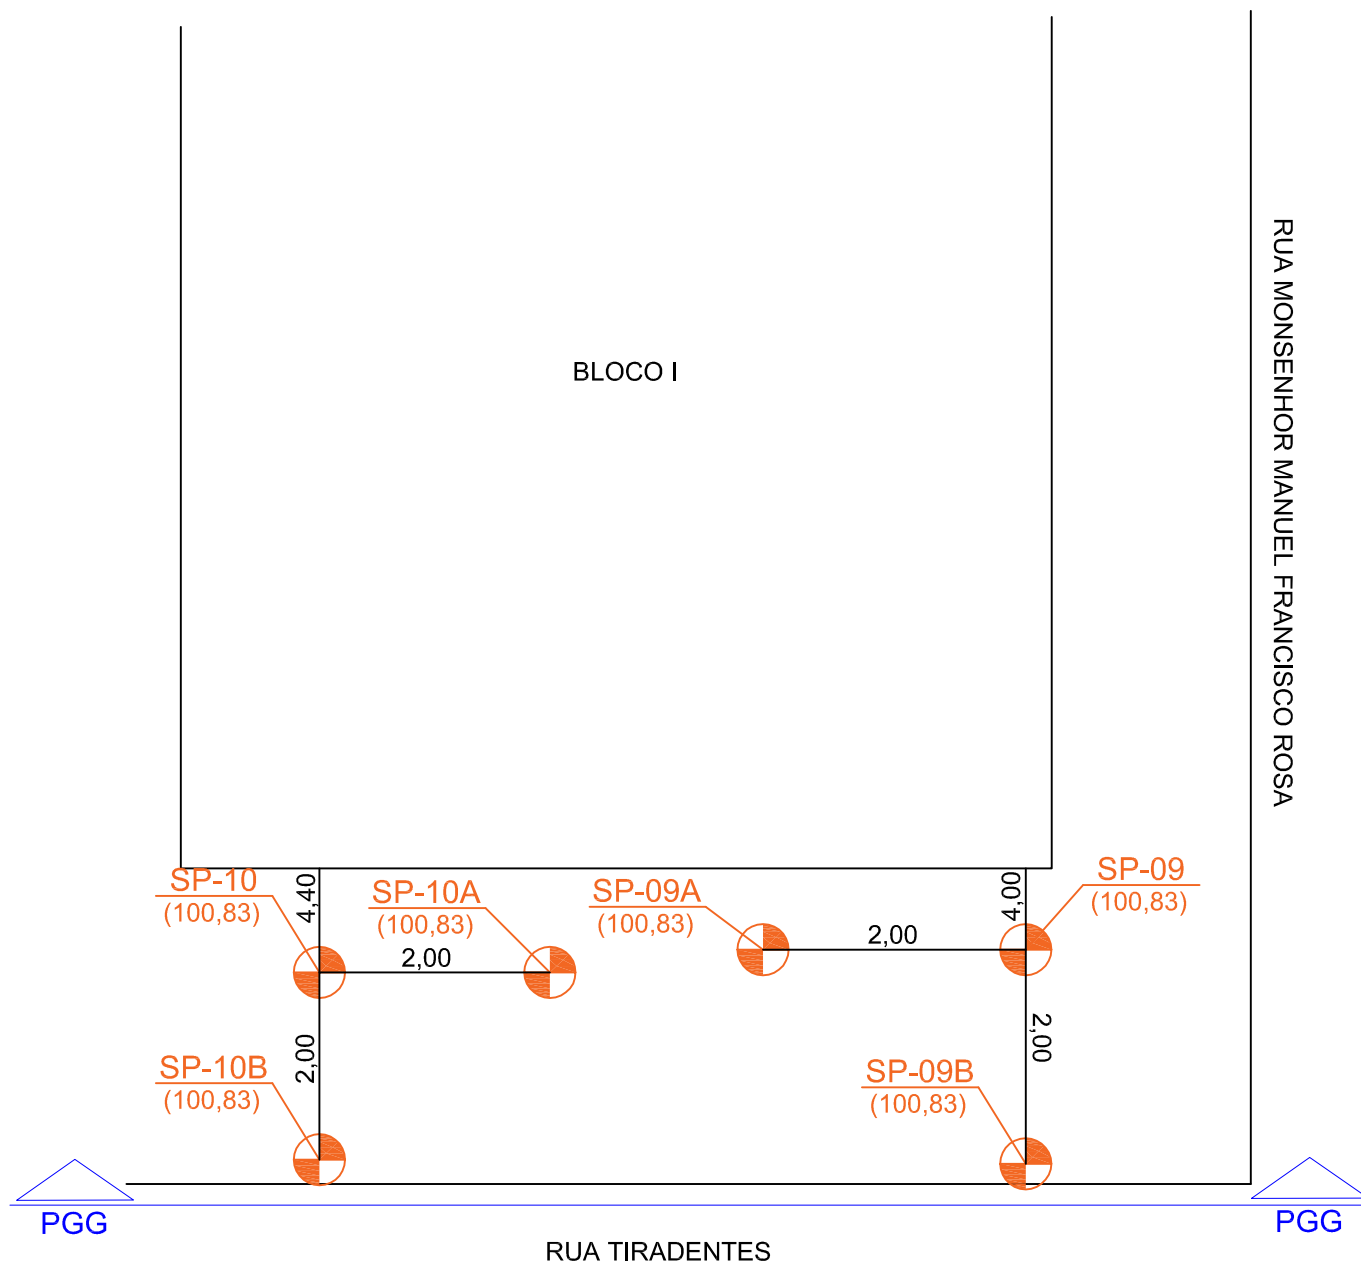 RUA MONSENHOR MANUEL FRANCISCO ROSA
BLOCO I
SP-10
(100,83)
4,40
SP-10A
(100,83)
2,00
SP-09A
(100,83)
2,00
4,00
SP-09
(100,83)
2,00
SP-10B
(100,83)
2,00
SP-09B
(100,83)
PGG
PGG
RUA TIRADENTES